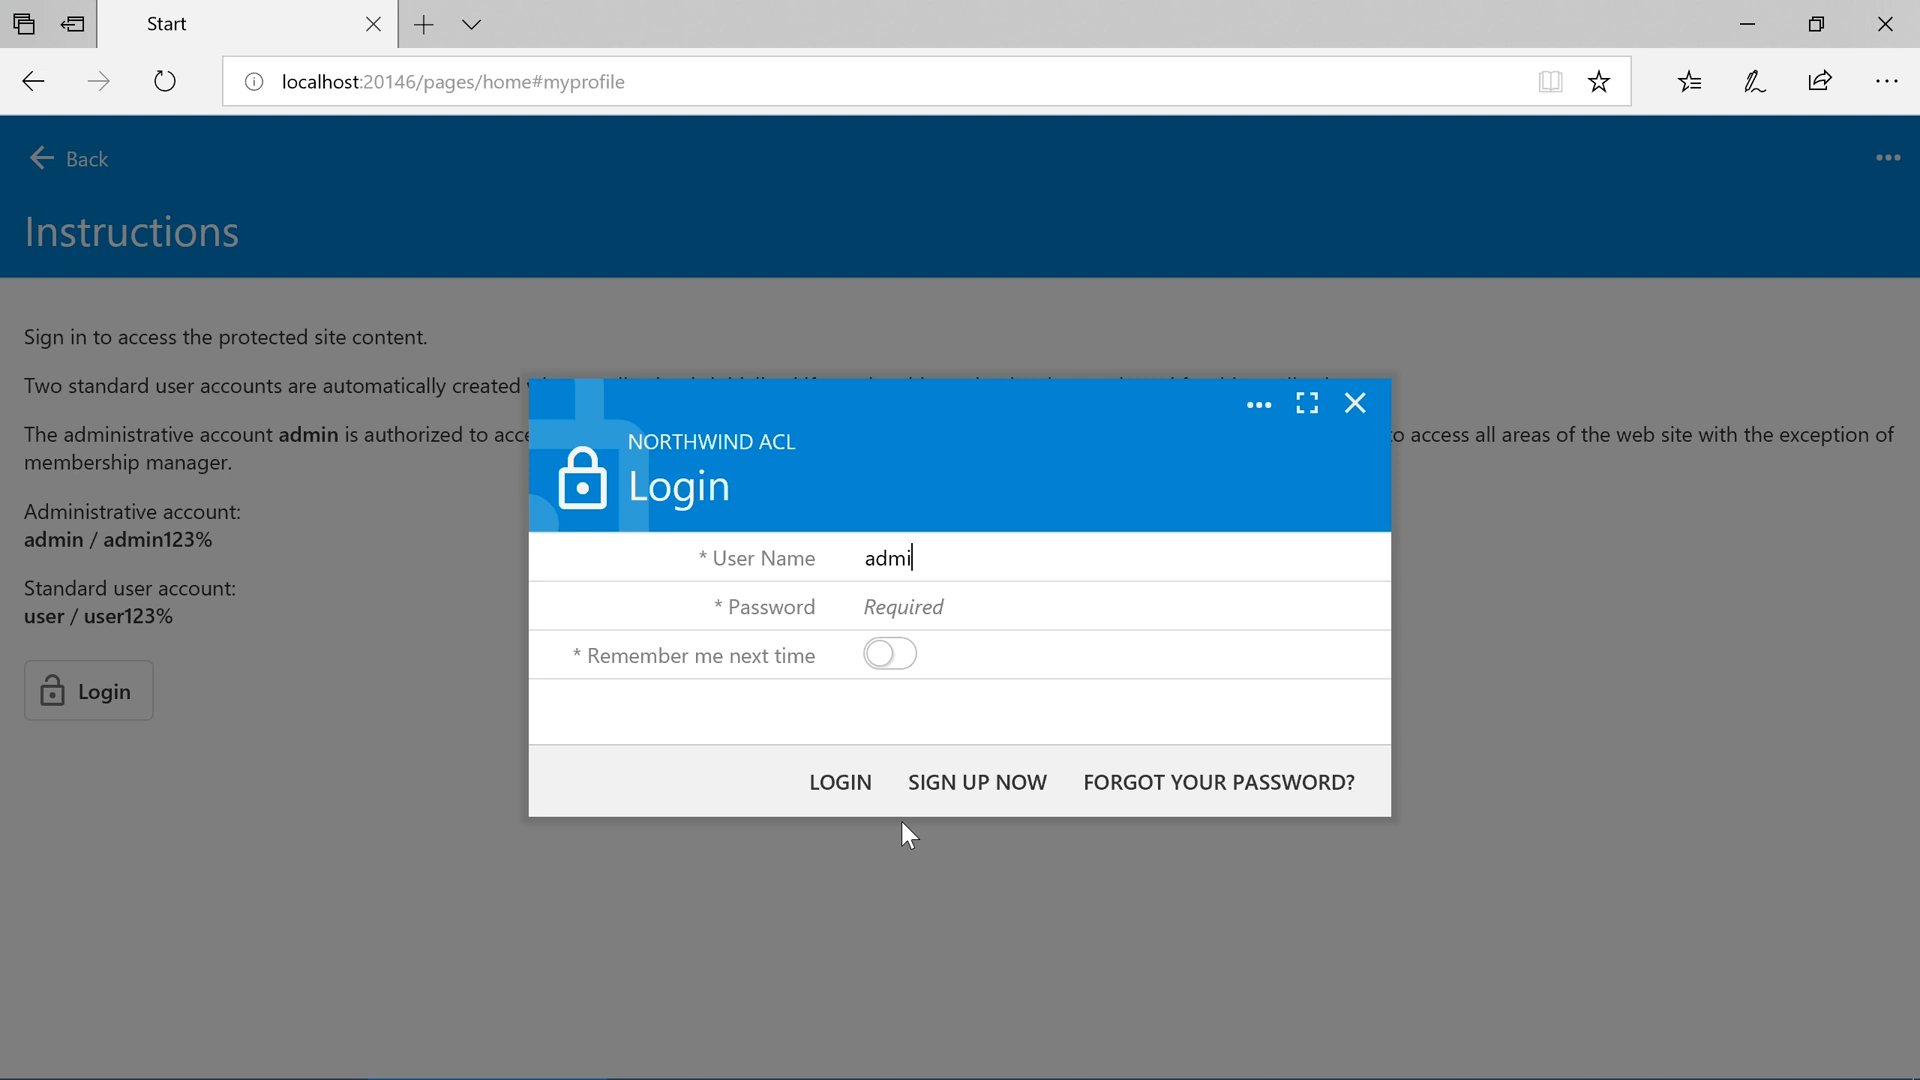 Start
localhost:20146/pages/home#myprofile
Back
Instructions
Sign in to access the protected site content.
Two standard user accounts are automatically created
The administrative account admin is authorized to acce
o access all areas of the web site with the exception of
membership manager.
Administrative account:
admin / admin123%
Standard user account:
user / user123%
Login
NORTHWIND ACL
Login
* User Name admi
* Password Required
* Remember me next time
LOGIN SIGN UP NOW FORGOT YOUR PASSWORD?